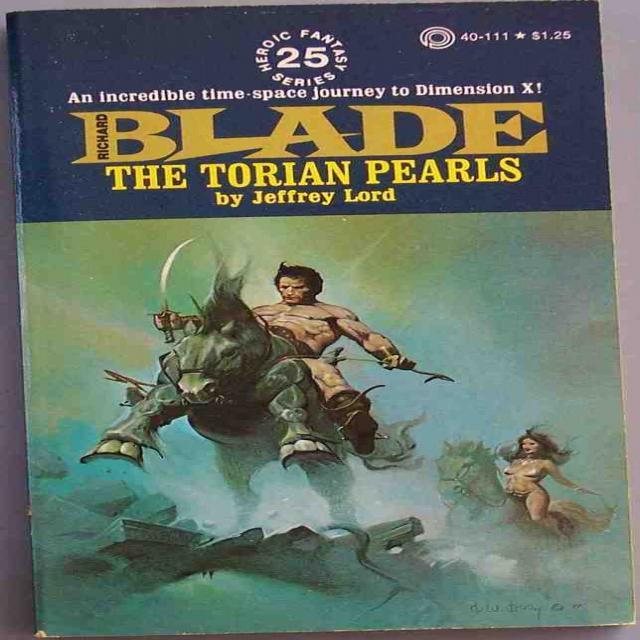 HEROIC FANTASY
25
SERIES
40-111 ★ $1.25
An incredible time-space journey to Dimension X!
RICHARD
BLADE
THE TORIAN PEARLS
by Jeffrey Lord